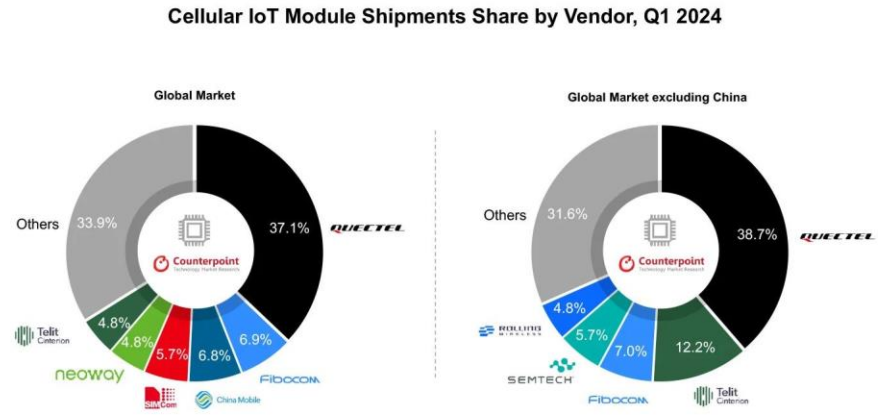 Cellular IoT Module Shipments Share by Vendor, Q1 2024
Global Market
33.9%
37.1%
Others
QUECTEL
Counterpoint
Technology Market Research
4.8%
4.8%
5.7%
6.8%
6.9%
Telit
Cinterion
neoway
SIMCom
China Mobile
Fibocom
Global Market excluding China
31.6%
38.7%
Others
QUECTEL
Counterpoint
Technology Market Research
4.8%
5.7%
7.0%
12.2%
ROLLING
WIRELESS
SEMTECH
Fibocom
Telit
Cinterion